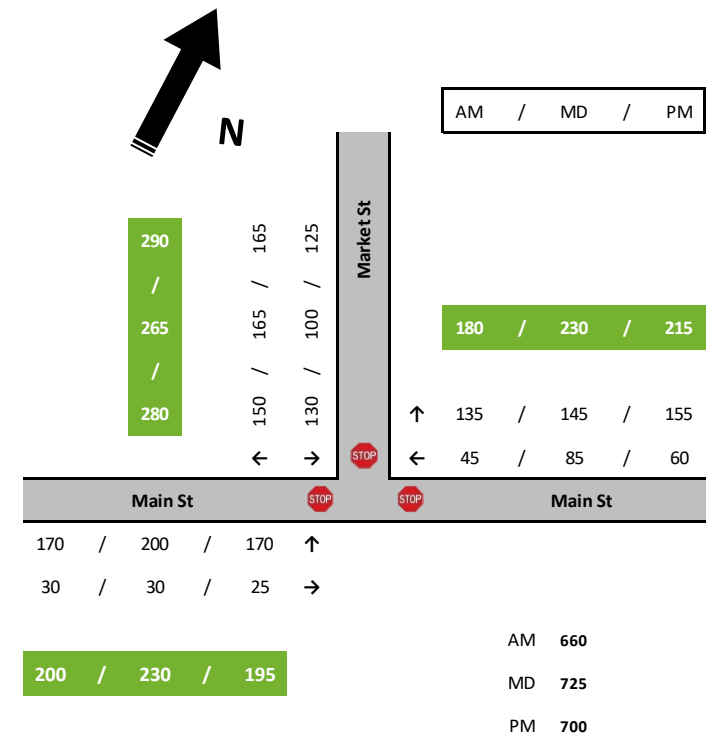 N
AM / MD / PM
Market St
290
/
265
/
280
150 / 165 / 165
130 / 100 / 125
180 / 230 / 215
↑ 135 / 145 / 155
← → STOP ← 45 / 85 / 60
Main St STOP STOP Main St
170 / 200 / 170 ↑
30 / 30 / 25 →
200 / 230 / 195
AM 660
MD 725
PM 700